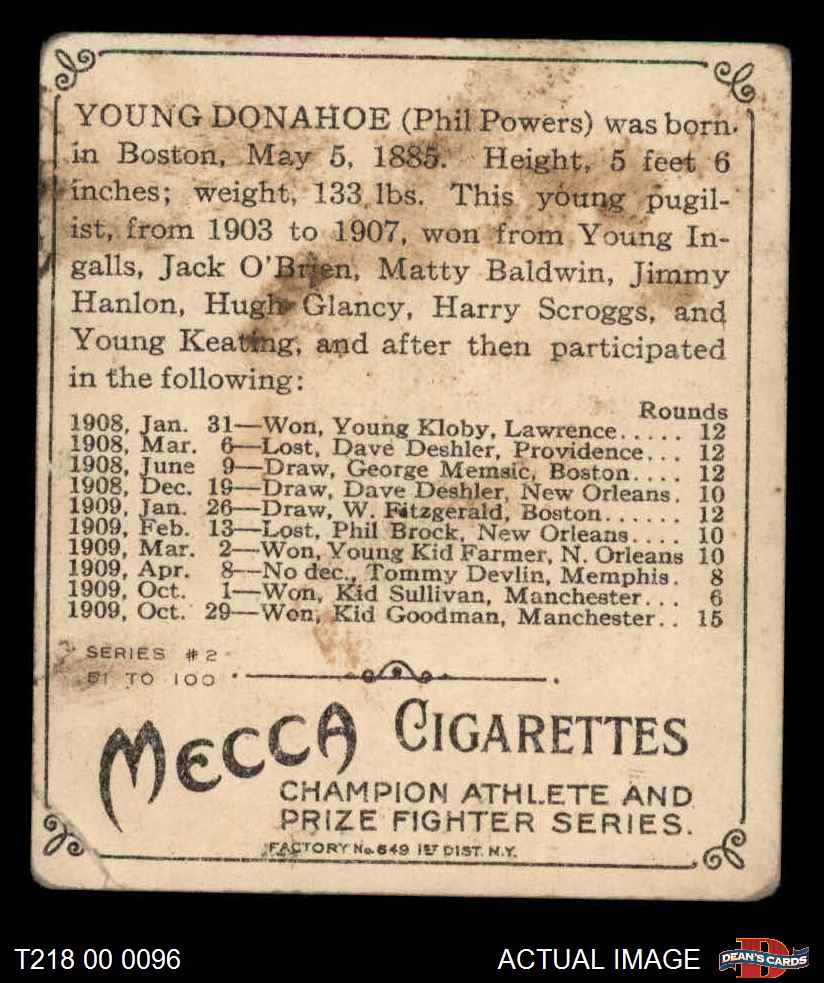 YOUNG DONAHOE (Phil Powers) was born
in Boston, May 5, 1885. Height, 5 feet 6
inches; weight, 133 lbs. This young pugil-
ist, from 1903 to 1907, won from Young In-
galls, Jack O'Brien, Matty Baldwin, Jimmy
Hanlon, Hugh Glancy, Harry Scroggs, and
Young Keating, and after then participated
in the following:
Rounds
1908, Jan. 31—Won, Young Kloby, Lawrence..... 12
1908, Mar. 6—Lost, Dave Deshler, Providence... 12
1908, June 9—Draw, George Memsic, Boston.... 12
1908, Dec. 19—Draw, Dave Deshler, New Orleans. 10
1909, Jan. 26—Draw, W. Fitzgerald, Boston...... 12
1909, Feb. 13—Lost, Phil Brock, New Orleans.... 10
1909, Mar. 2—Won, Young Kid Farmer, N. Orleans 10
1909, Apr. 8—No dec., Tommy Devlin, Memphis. 8
1909, Oct. 1—Won, Kid Sullivan, Manchester... 6
1909, Oct. 29—Won, Kid Goodman, Manchester.. 15
SERIES #2
51 TO 100
MECCA CIGARETTES
CHAMPION ATHLETE AND
PRIZE FIGHTER SERIES.
FACTORY No. 649 1ST DIST. N.Y.
T218 00 0096 ACTUAL IMAGE DEAN'S CARDS